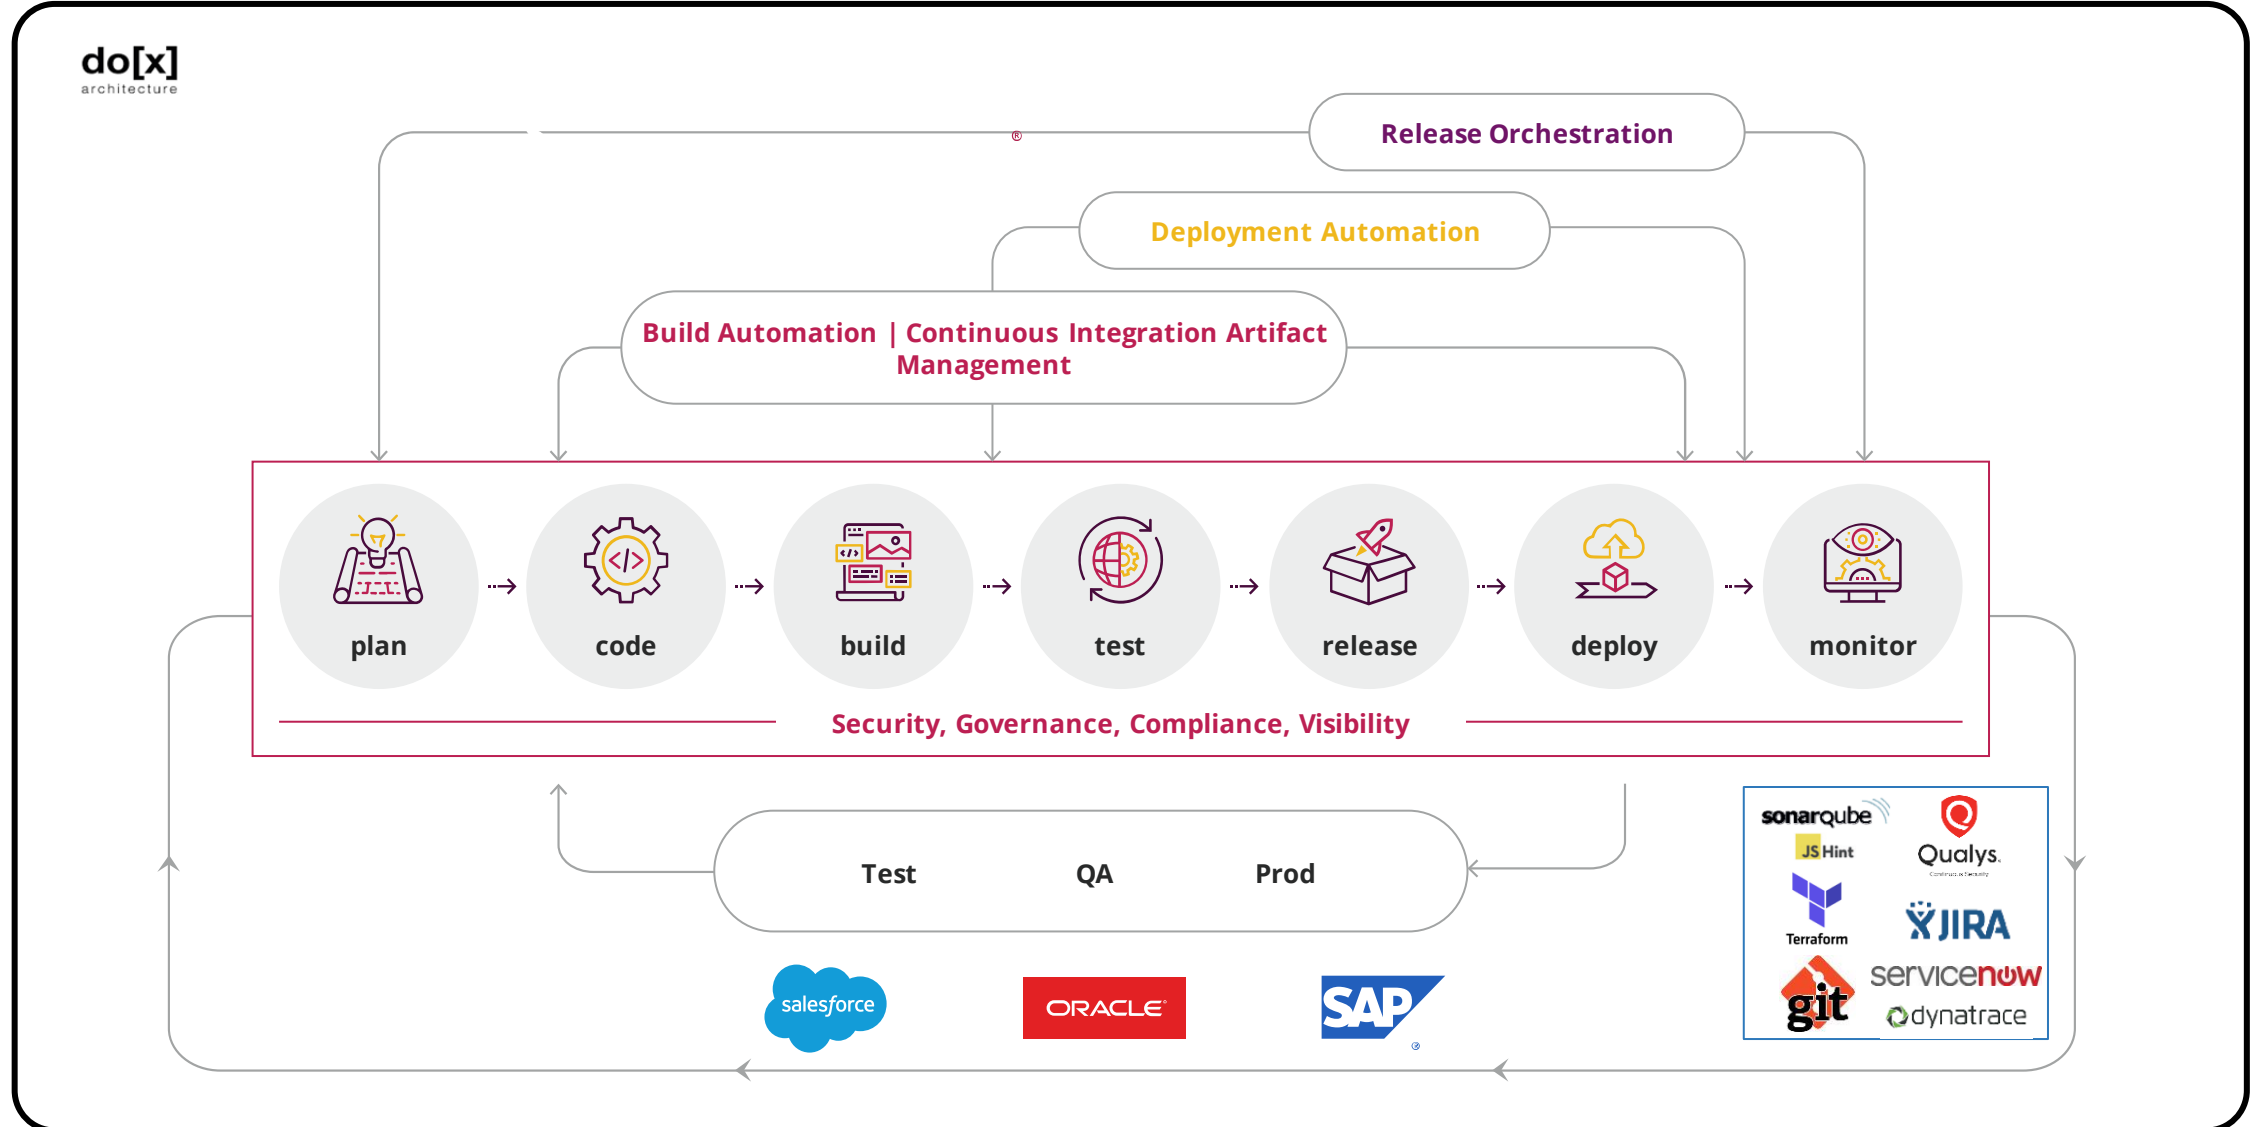 do[x]
architecture
®
Release Orchestration
Deployment Automation
Build Automation | Continuous Integration Artifact
Management
</>
</>
plan
code
build
test
release
deploy
monitor
Security, Governance, Compliance, Visibility
Test
QA
Prod
sonarqube
JS Hint
Qualys.
Continuous Security
Terraform
JIRA
git
servicenow
dynatrace
salesforce
ORACLE®
SAP
®